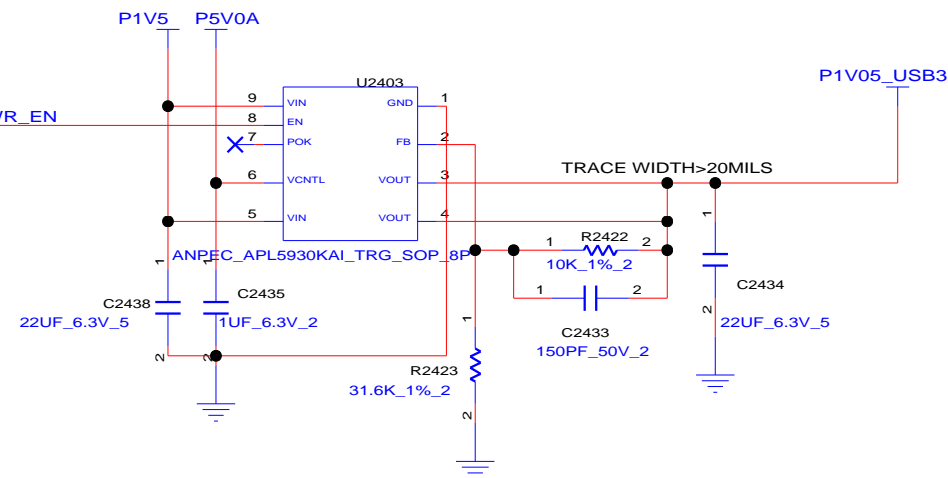 P1V5 P5V0A
P1V05_USB3
U2403
9 VIN GND 1
WR_EN 8 EN
7 POK FB 2
TRACE WIDTH>20MILS
6 VCNTL VOUT 3
5 VIN VOUT 4
1
ANPEC_APL5930KAI_TRG_SOP_8P
1 R2422 2
10K_1%_2
1 1
C2438 C2435
22UF_6.3V_5 1UF_6.3V_2
2 2
1 2
C2433
150PF_50V_2
C2434
22UF_6.3V_5
2
1
R2423
31.6K_1%_2
2